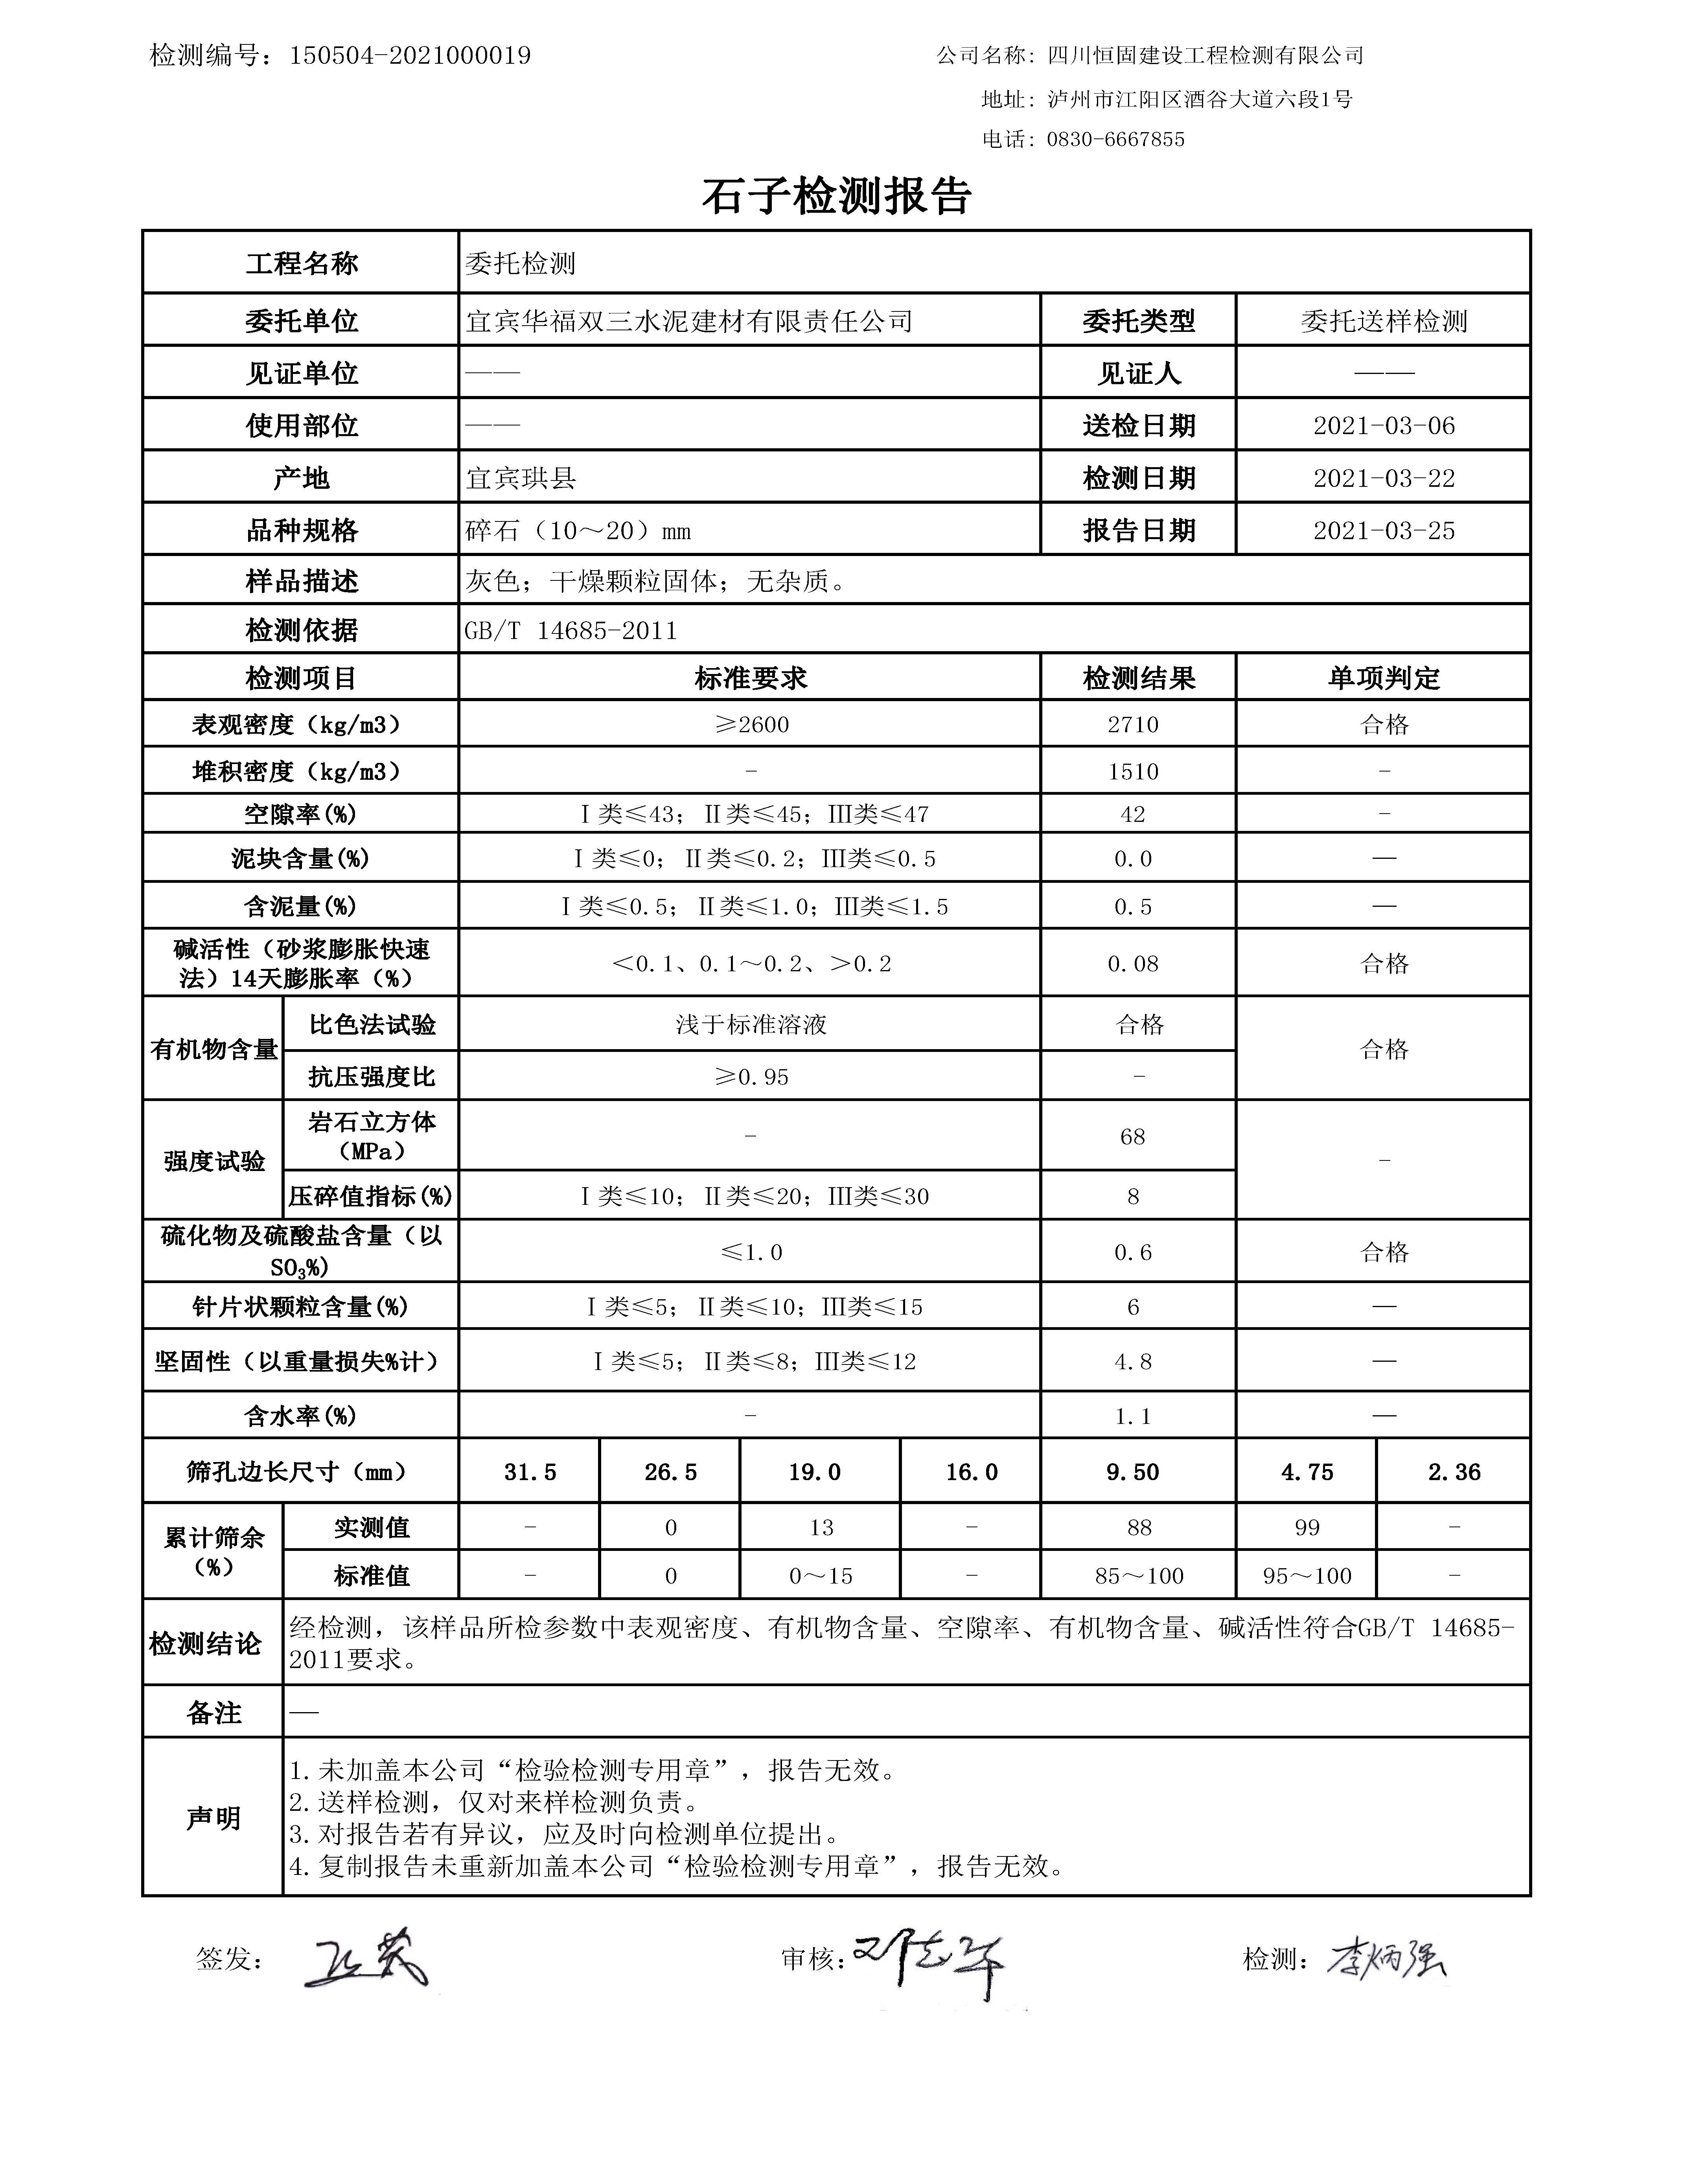 检测编号：150504-2021000019
公司名称：四川恒固建设工程检测有限公司
地址：泸州市江阳区酒谷大道六段1号
电话：0830-6667855
石子检测报告
工程名称 委托检测
委托单位 宜宾华福双三水泥建材有限责任公司 委托类型 委托送样检测
见证单位 —— 见证人 ——
使用部位 —— 送检日期 2021-03-06
产地 宜宾珙县 检测日期 2021-03-22
品种规格 碎石（10～20）mm 报告日期 2021-03-25
样品描述 灰色；干燥颗粒固体；无杂质。
检测依据 GB/T 14685-2011
检测项目 标准要求 检测结果 单项判定
表观密度（kg/m3） ≥2600 2710 合格
堆积密度（kg/m3） - 1510 -
空隙率(%) Ⅰ类≤43；Ⅱ类≤45；Ⅲ类≤47 42 -
泥块含量(%) Ⅰ类≤0；Ⅱ类≤0.2；Ⅲ类≤0.5 0.0 —
含泥量(%) Ⅰ类≤0.5；Ⅱ类≤1.0；Ⅲ类≤1.5 0.5 —
碱活性（砂浆膨胀快速
法）14天膨胀率（%） <0.1、0.1～0.2、>0.2 0.08 合格
有机物含量 比色法试验 浅于标准溶液 合格 合格
抗压强度比 ≥0.95 -
强度试验 岩石立方体
（MPa） - 68 -
压碎值指标(%) Ⅰ类≤10；Ⅱ类≤20；Ⅲ类≤30 8
硫化物及硫酸盐含量（以
SO₃%) ≤1.0 0.6 合格
针片状颗粒含量(%) Ⅰ类≤5；Ⅱ类≤10；Ⅲ类≤15 6 —
坚固性（以重量损失%计） Ⅰ类≤5；Ⅱ类≤8；Ⅲ类≤12 4.8 —
含水率(%) - 1.1 —
筛孔边长尺寸（mm） 31.5 26.5 19.0 16.0 9.50 4.75 2.36
累计筛余
（%） 实测值 - 0 13 - 88 99 -
标准值 - 0 0～15 - 85～100 95～100 -
检测结论 经检测，该样品所检参数中表观密度、有机物含量、空隙率、有机物含量、碱活性符合GB/T 14685-
2011要求。
备注 —
声明
1.未加盖本公司“检验检测专用章”，报告无效。
2.送样检测，仅对来样检测负责。
3.对报告若有异议，应及时向检测单位提出。
4.复制报告未重新加盖本公司“检验检测专用章”，报告无效。
签发： 审核： 检测：李炳强